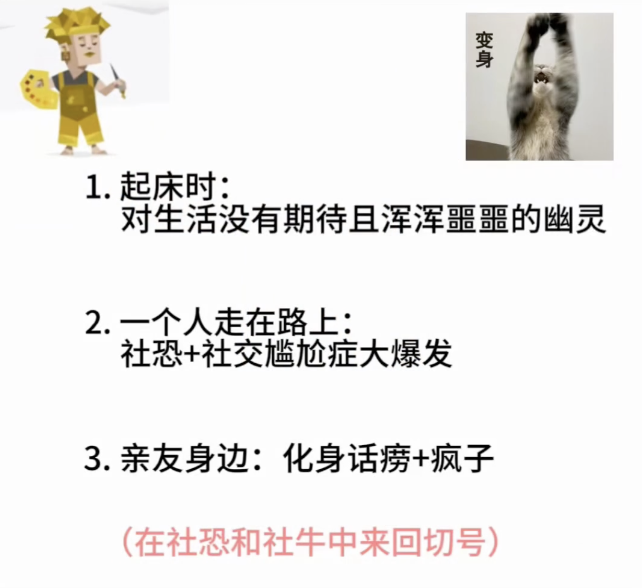 变
身
1. 起床时：
对生活没有期待且浑浑噩噩的幽灵
2. 一个人走在路上：
社恐+社交尴尬症大爆发
3. 亲友身边：化身话痨+疯子
（在社恐和社牛中来回切号）